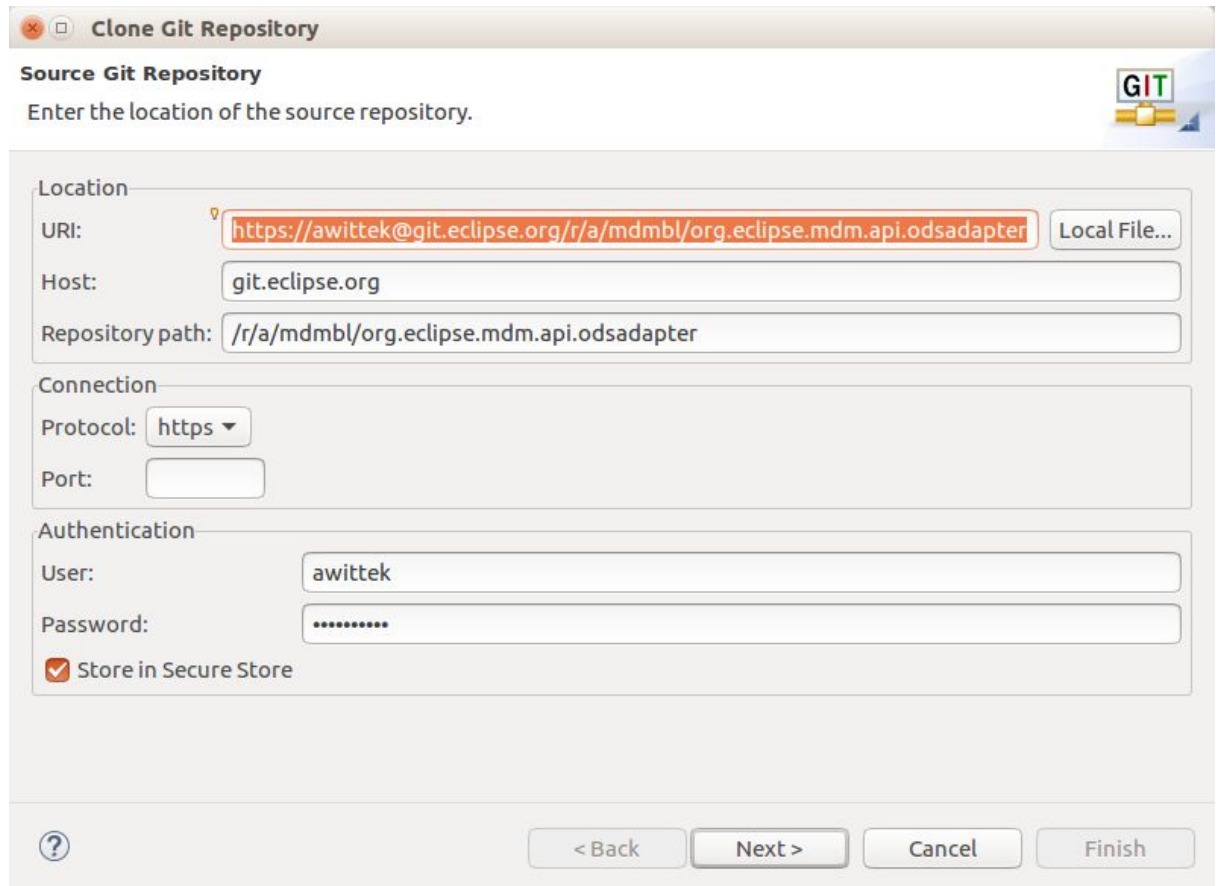 Clone Git Repository
Source Git Repository
Enter the location of the source repository.
GIT
Location
URI: https://awittek@git.eclipse.org/r/a/mdmbl/org.eclipse.mdm.api.odsadapter Local File...
Host: git.eclipse.org
Repository path: /r/a/mdmbl/org.eclipse.mdm.api.odsadapter
Connection
Protocol: https
Port:
Authentication
User: awittek
Password: ••••••••••
Store in Secure Store
? < Back Next > Cancel Finish